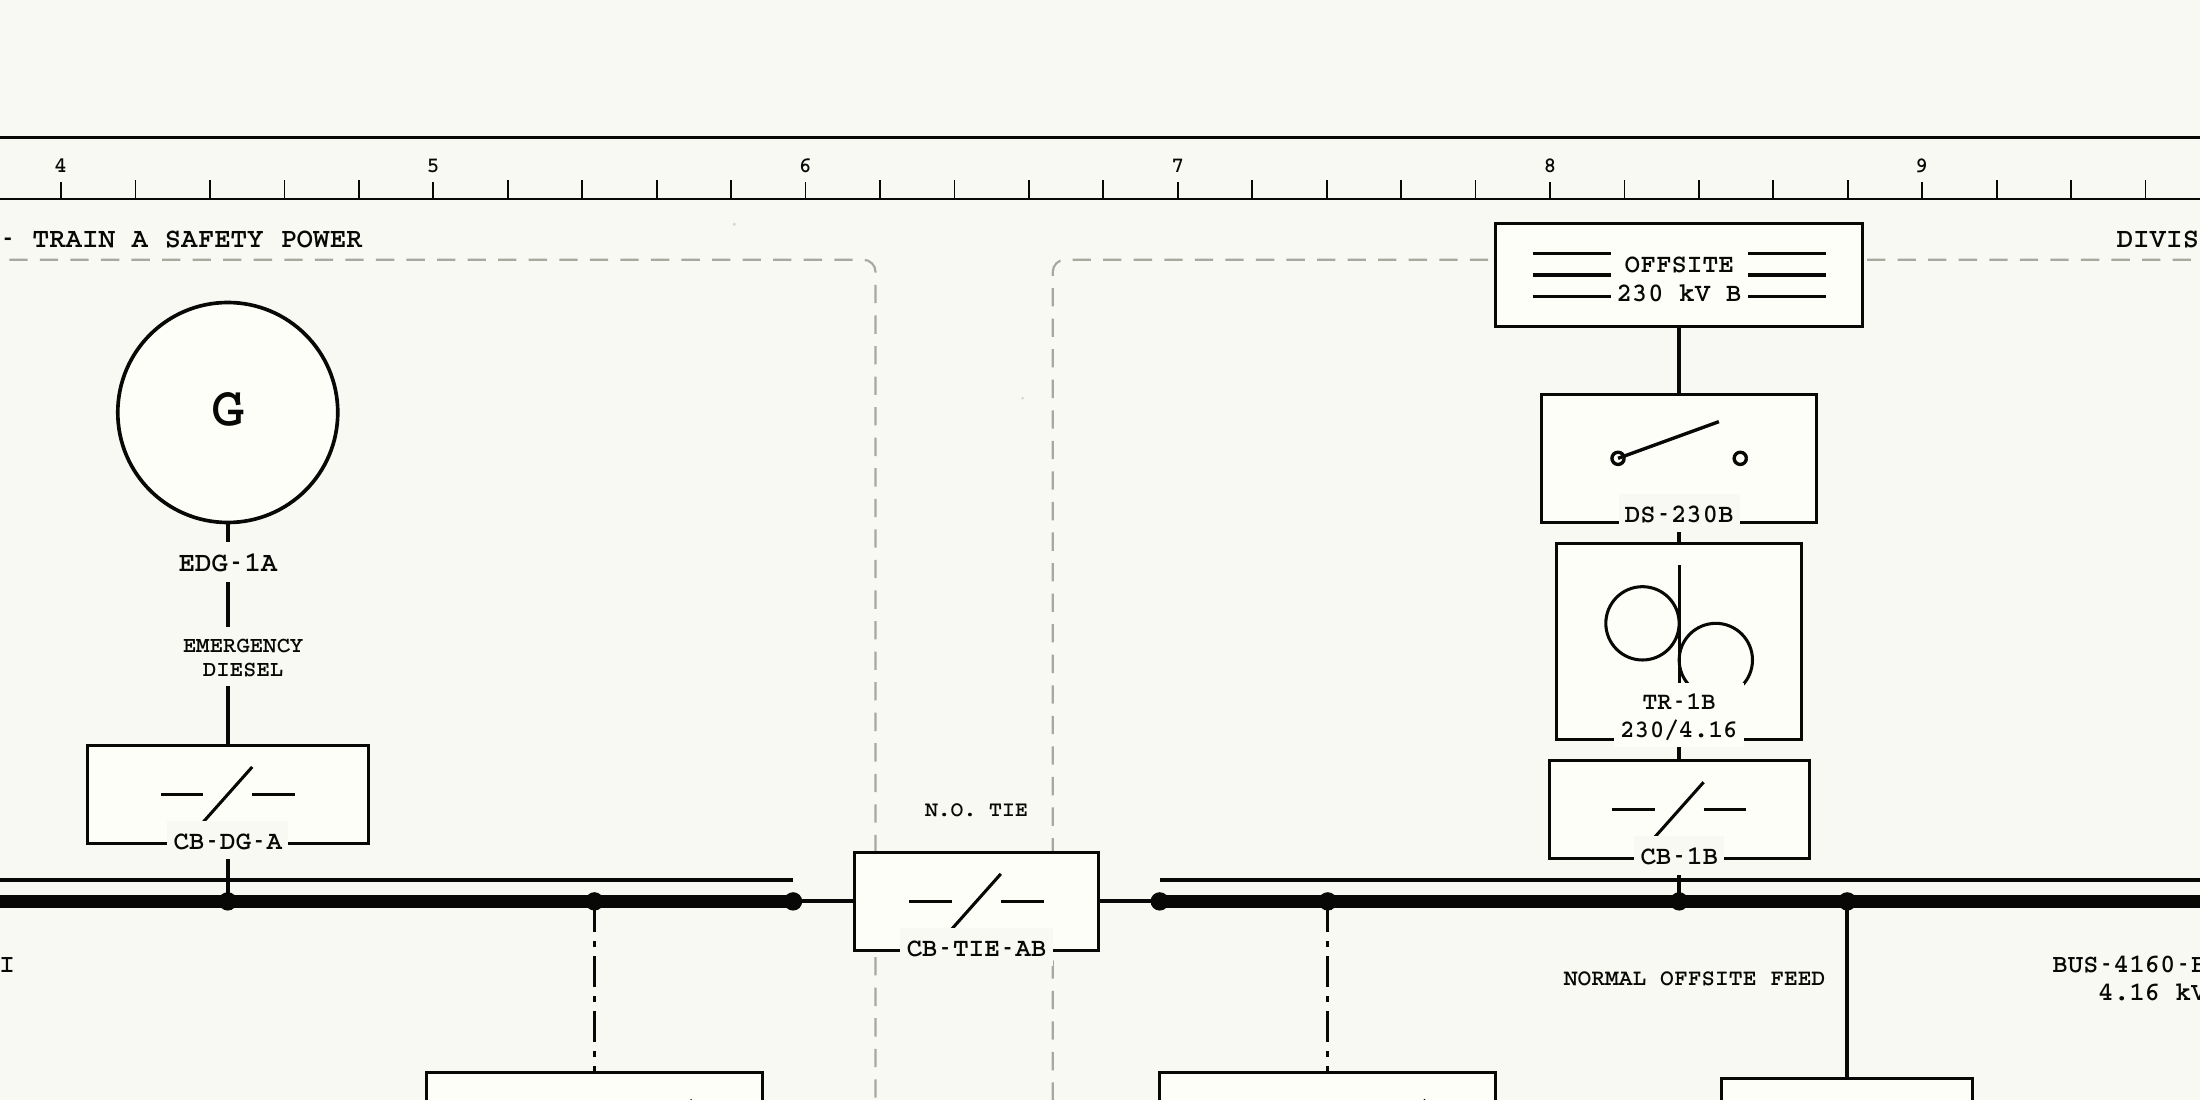 4 5 6 7 8 9
- TRAIN A SAFETY POWER
DIVIS
OFFSITE
230 kV B
G
DS-230B
EDG-1A
EMERGENCY
DIESEL
TR-1B
230/4.16
N.O. TIE
CB-DG-A
CB-1B
CB-TIE-AB
I
NORMAL OFFSITE FEED
BUS-4160-
4.16 kV